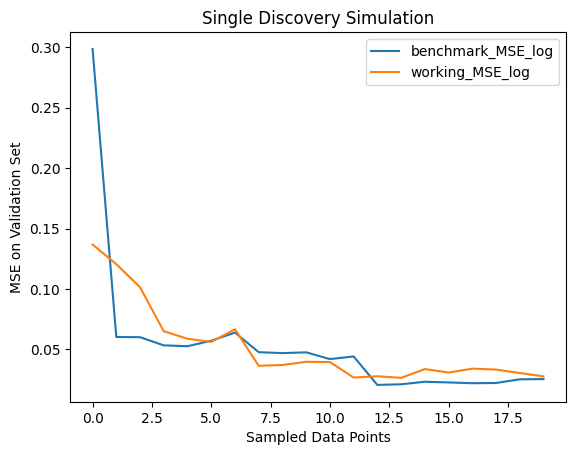 Single Discovery Simulation
benchmark_MSE_log
working_MSE_log
MSE on Validation Set
0.30
0.25
0.20
0.15
0.10
0.05
0.0 2.5 5.0 7.5 10.0 12.5 15.0 17.5
Sampled Data Points